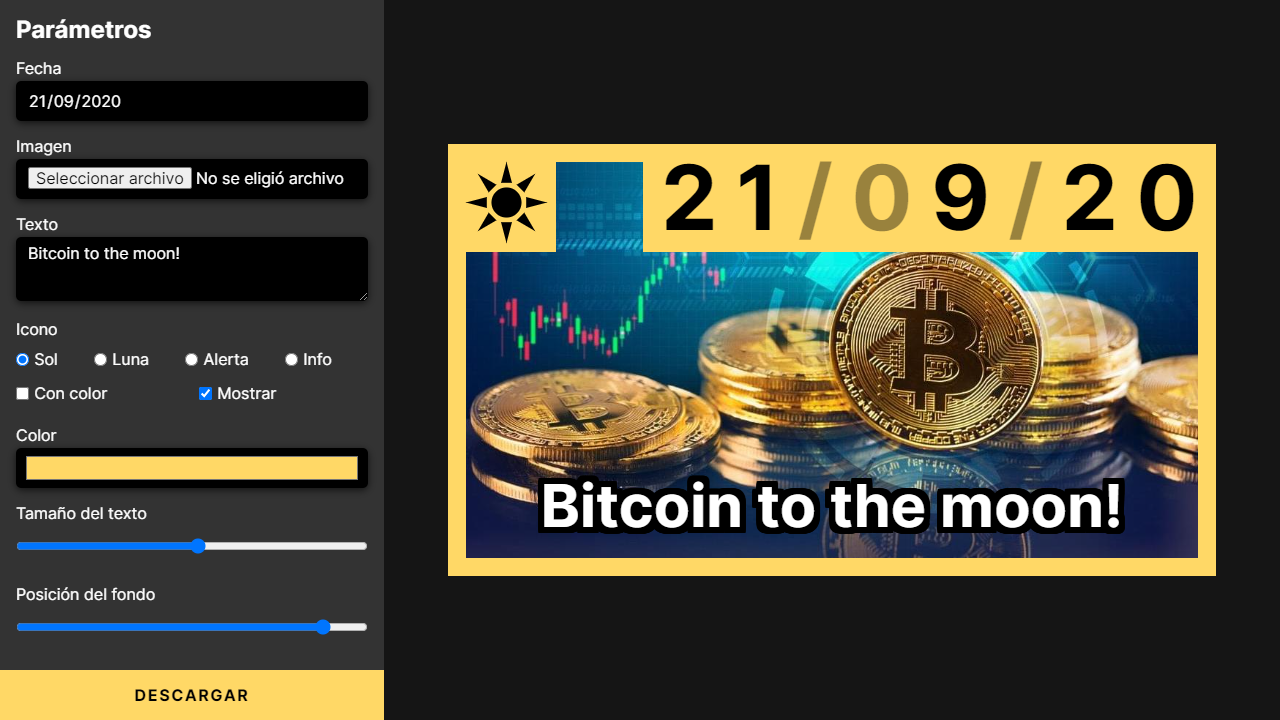 Parámetros
Fecha
21/09/2020
Imagen
Seleccionar archivo No se eligió archivo
Texto
Bitcoin to the moon!
Icono
Sol Luna Alerta Info
Con color Mostrar
Color
Tamaño del texto
Posición del fondo
DESCARGAR
21/09/20
Bitcoin to the moon!